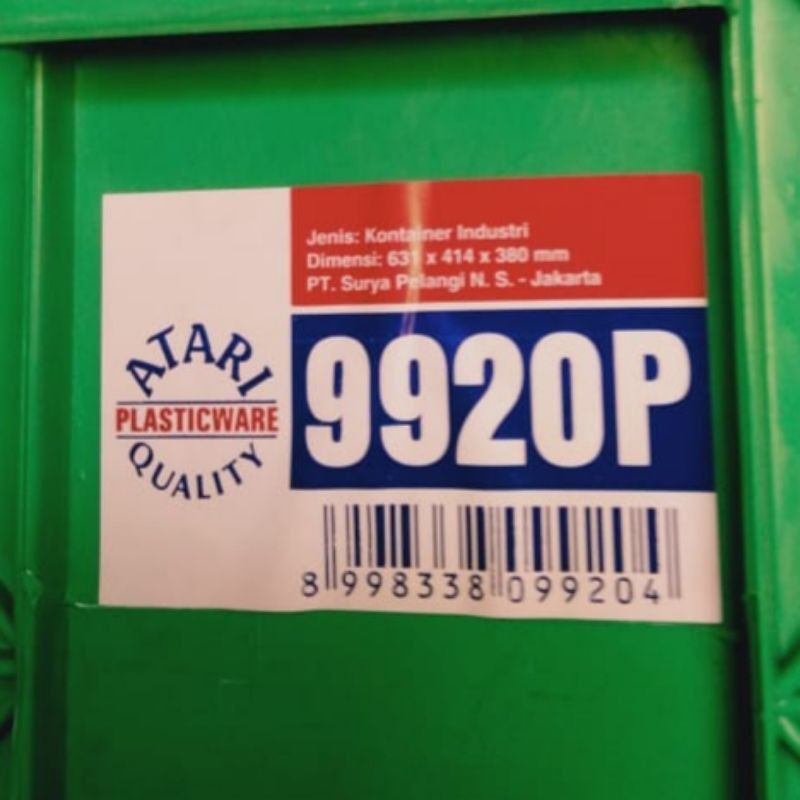 Jenis: Kontainer Industri
Dimensi: 631 x 414 x 380 mm
PT. Surya Pelangi N. S. - Jakarta
ATARI
PLASTICWARE
QUALITY
9920P
8 998338 099204